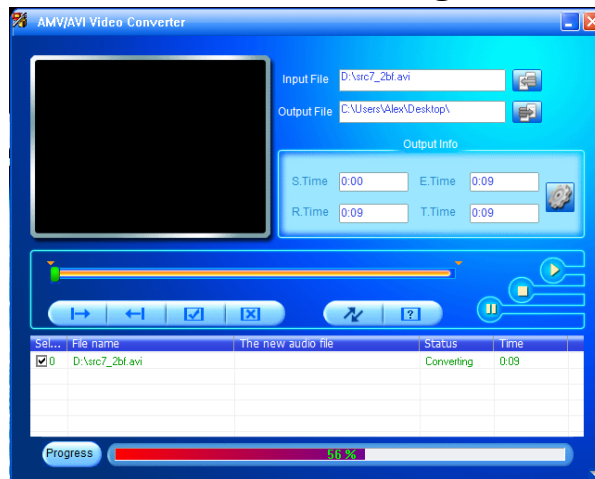 AMV/AVI Video Converter
Input File D:\src7_2bf.avi
Output File C:\Users\Alex\Desktop\
Output Info
S.Time 0:00 E.Time 0:09
R.Time 0:09 T.Time 0:09
Sel... File name The new audio file Status Time
0 D:\src7_2bf.avi Converting 0:09
Progress 56 %